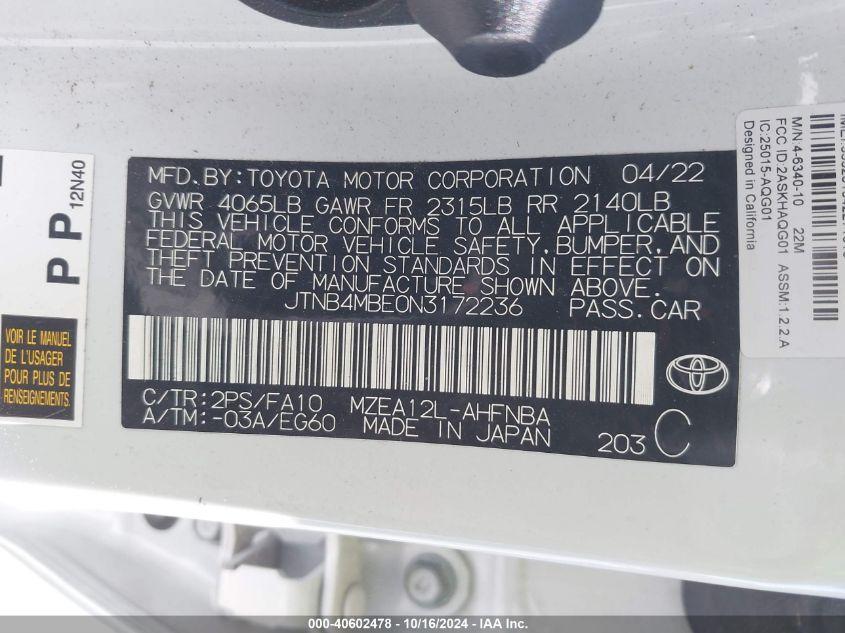 MFD. BY: TOYOTA MOTOR CORPORATION 04/22
GVWR 4065LB GAWR FR 2315LB RR 2140LB
THIS VEHICLE CONFORMS TO ALL APPLICABLE
FEDERAL MOTOR VEHICLE SAFETY, BUMPER, AND
THEFT PREVENTION STANDARDS IN EFFECT ON
THE DATE OF MANUFACTURE SHOWN ABOVE.
JTNB4MBE0N3172236 PASS. CAR
C/TR: 2PS/FA10 MZEA12L-AHFNBA
A/TM: -03A/EG60 MADE IN JAPAN 203 C
TOYOTA
P P 12N40
VOIR LE MANUEL
DE L'USAGER
POUR PLUS DE
RENSEIGNEMENTS.
M/N 4-6340-10 22M
FCC ID:2ASKHAQG01 ASSM:1.2.2.A
IC:25015-AQG01
Designed in California
000-40602478 - 10/16/2024 - IAA Inc.